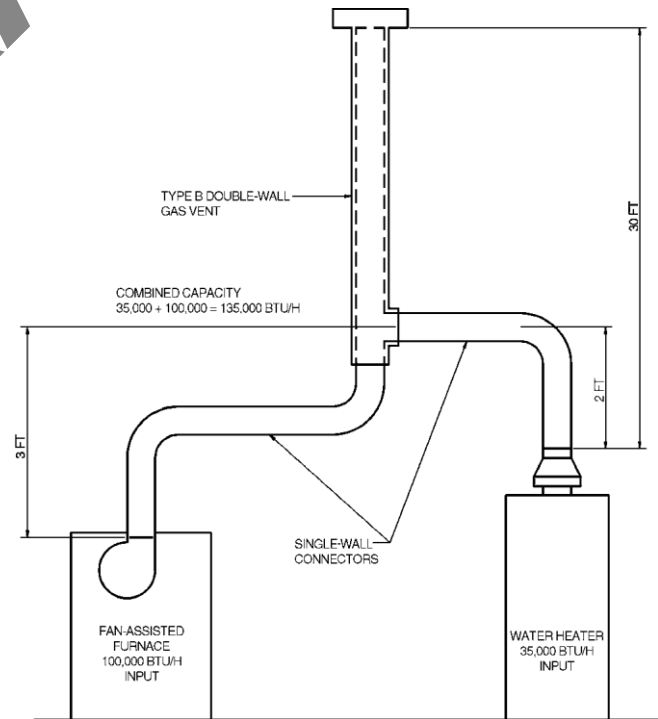 TYPE B DOUBLE-WALL
GAS VENT
30 FT
COMBINED CAPACITY
35,000 + 100,000 = 135,000 BTU/H
2 FT
3 FT
SINGLE-WALL
CONNECTORS
FAN-ASSISTED
FURNACE
100,000 BTU/H
INPUT
WATER HEATER
35,000 BTU/H
INPUT